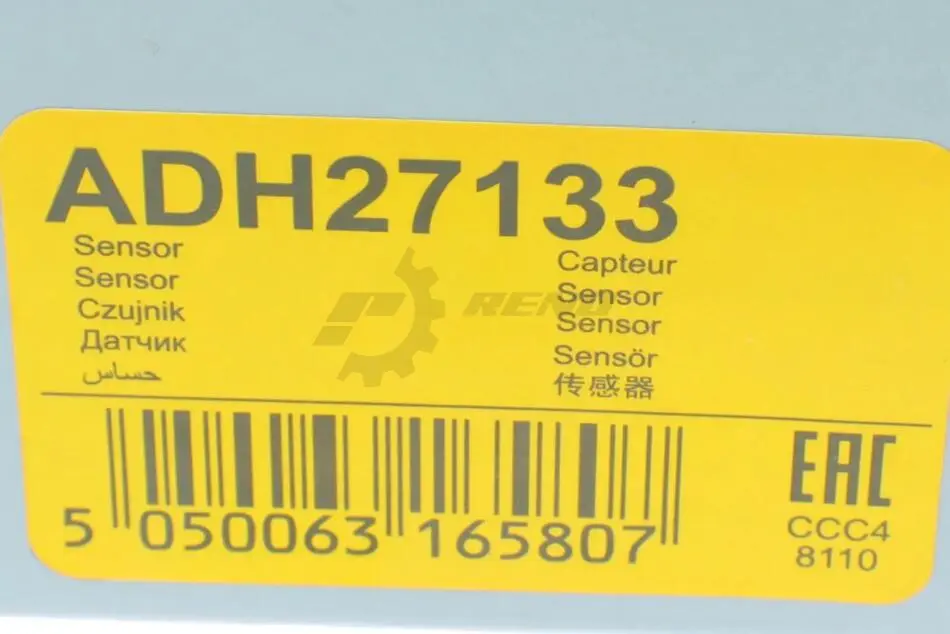 ADH27133
Sensor
Sensor
Czujnik
Датчик
حساس
Capteur
Sensor
Sensor
Sensör
传感器
5 050063 165807
EAC
CCC4
8110